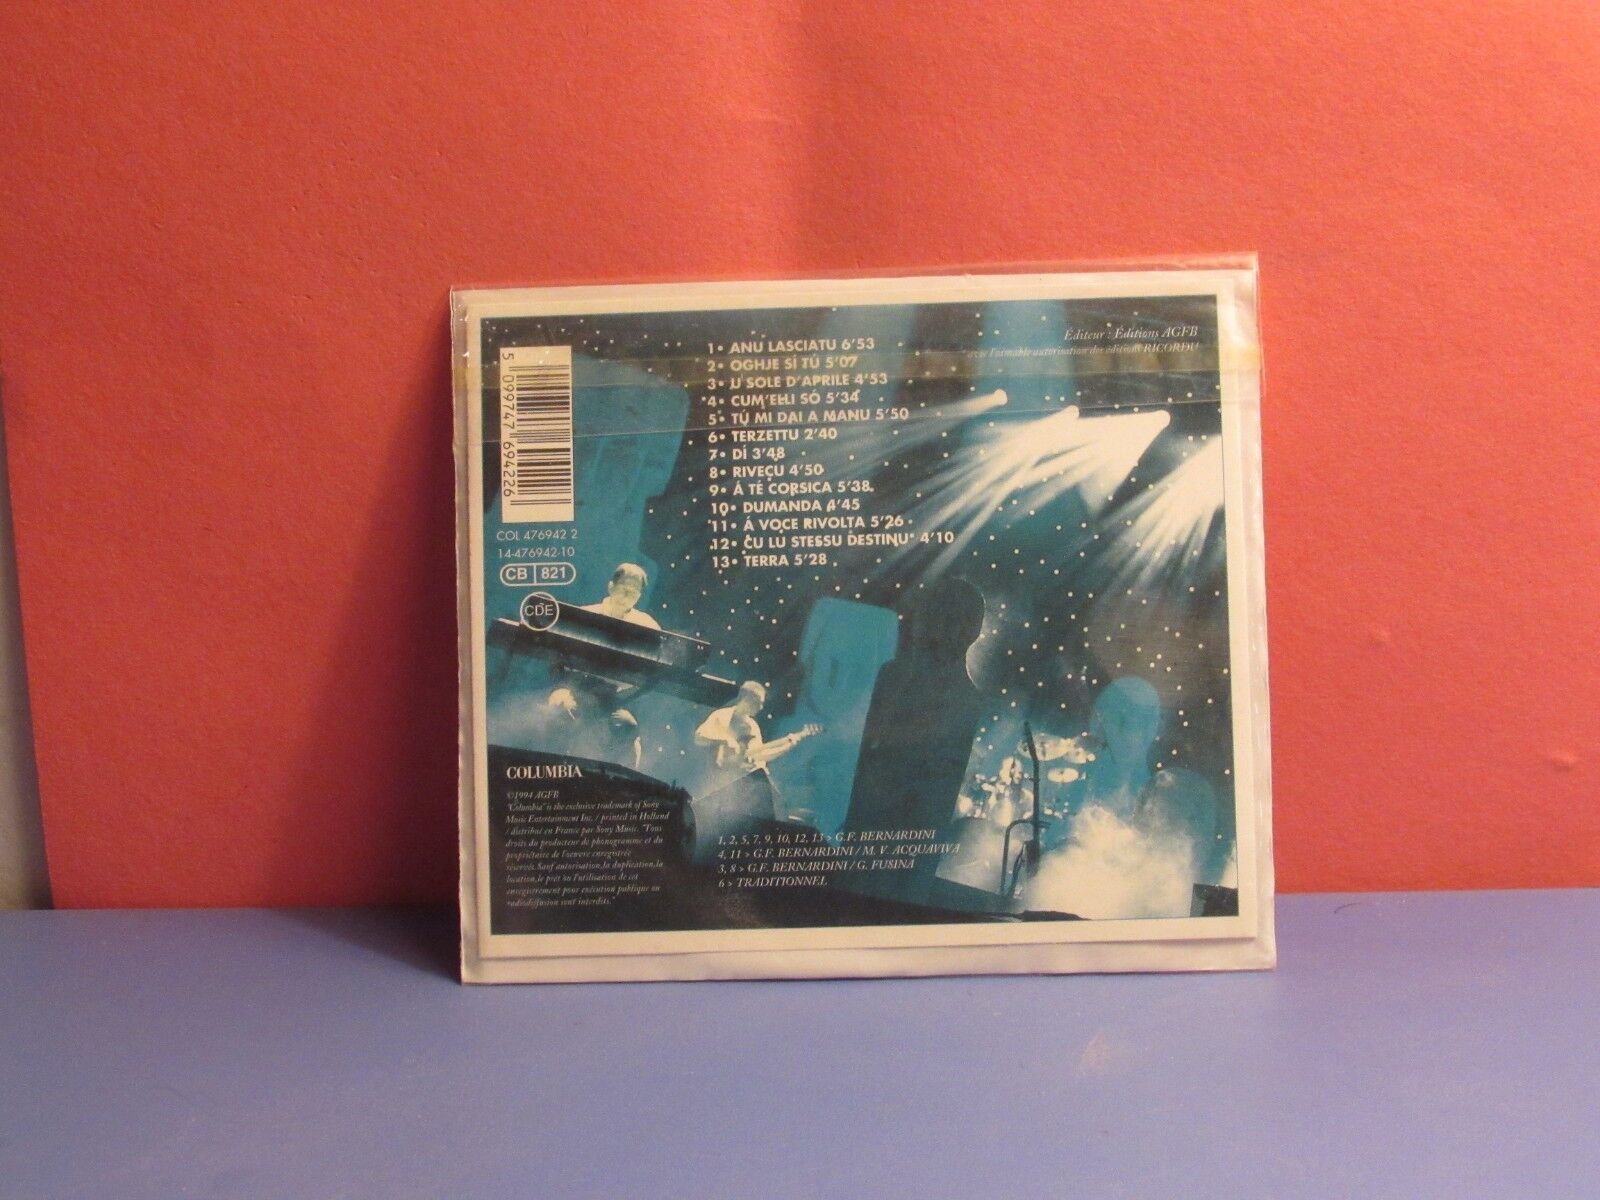 1• ANU LASCIATU 6'53
2• OGHJE SÍ TÚ 5'07
3• U SOLE D'APRILE 4'53
4• CUM'ELLI SÓ 5'34
5• TÚ MI DAI A MANU 5'50
6• TERZETTU 2'40
7• DÍ 3'48
8• RIVEÇU 4'50
9• Á TÉ CORSICA 5'38
10• DUMANDA 4'45
11• Á VOCE RIVOLTA 5'26
12• CU LU STESSU DESTINU 4'10
13• TERRA 5'28
Éditeur : Éditions AGFB
avec l'aimable autorisation des éditions RICORDU
5 099747 694226
COL 476942 2
14-476942-10
CB 821
CDE
COLUMBIA
©1994 AGFB
"Columbia" is the exclusive trademark of Sony
Music Entertainment Inc. / printed in Holland
/ distribué en France par Sony Music. "Tous
droits du producteur de phonogramme et du
propriétaire de l'oeuvre enregistrée
réservés. Sauf autorisation, la duplication, la
location, le prêt ou l'utilisation de cet
enregistrement pour exécution publique ou
radiodiffusion sont interdits."
1, 2, 5, 7, 9, 10, 12, 13 > G.F. BERNARDINI
4, 11 > G.F. BERNARDINI / M. V. ACQUAVIVA
3, 8 > G.F. BERNARDINI / G. FUSINA
6 > TRADITIONNEL